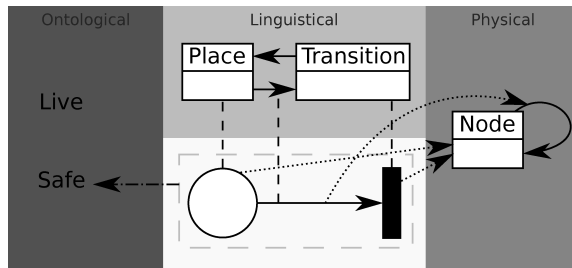 Ontological
Linguistical
Physical
Place
Transition
Live
Node
Safe